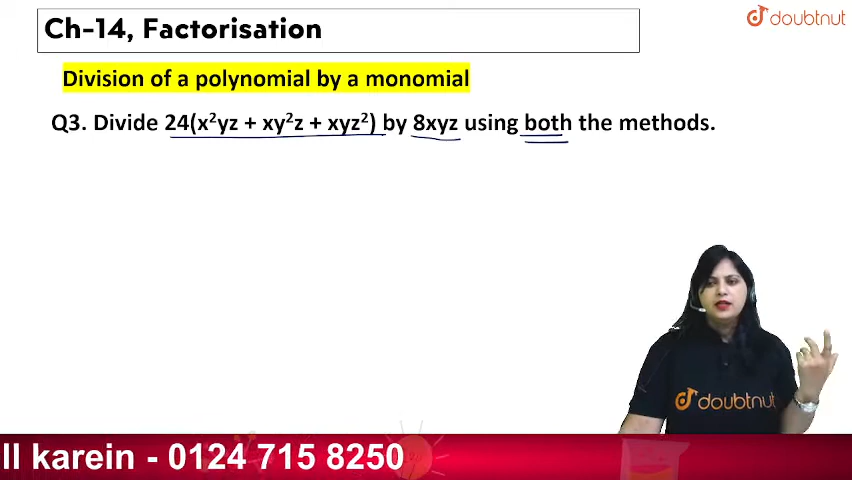 Ch-14, Factorisation
doubtnut
Division of a polynomial by a monomial
Q3. Divide 24(x²yz + xy²z + xyz²) by 8xyz using both the methods.
doubtnut
ll karein - 0124 715 8250